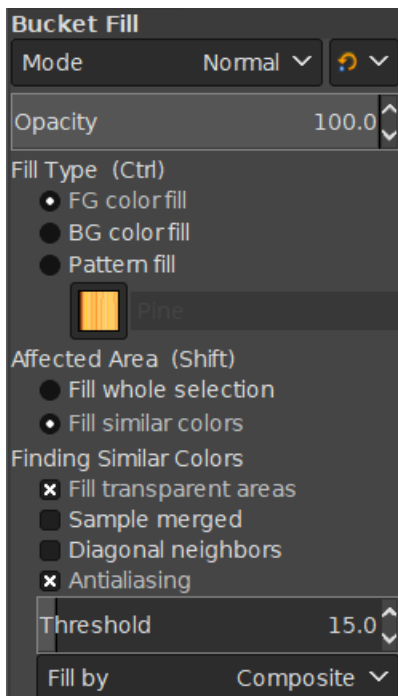 Bucket Fill
Mode Normal
Opacity 100.0
Fill Type (Ctrl)
FG color fill
BG color fill
Pattern fill
Pine
Affected Area (Shift)
Fill whole selection
Fill similar colors
Finding Similar Colors
Fill transparent areas
Sample merged
Diagonal neighbors
Antialiasing
Threshold 15.0
Fill by Composite